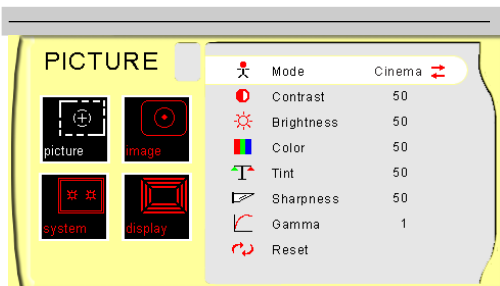 PICTURE
picture
image
system
display
Mode Cinema
Contrast 50
Brightness 50
Color 50
Tint 50
Sharpness 50
Gamma 1
Reset